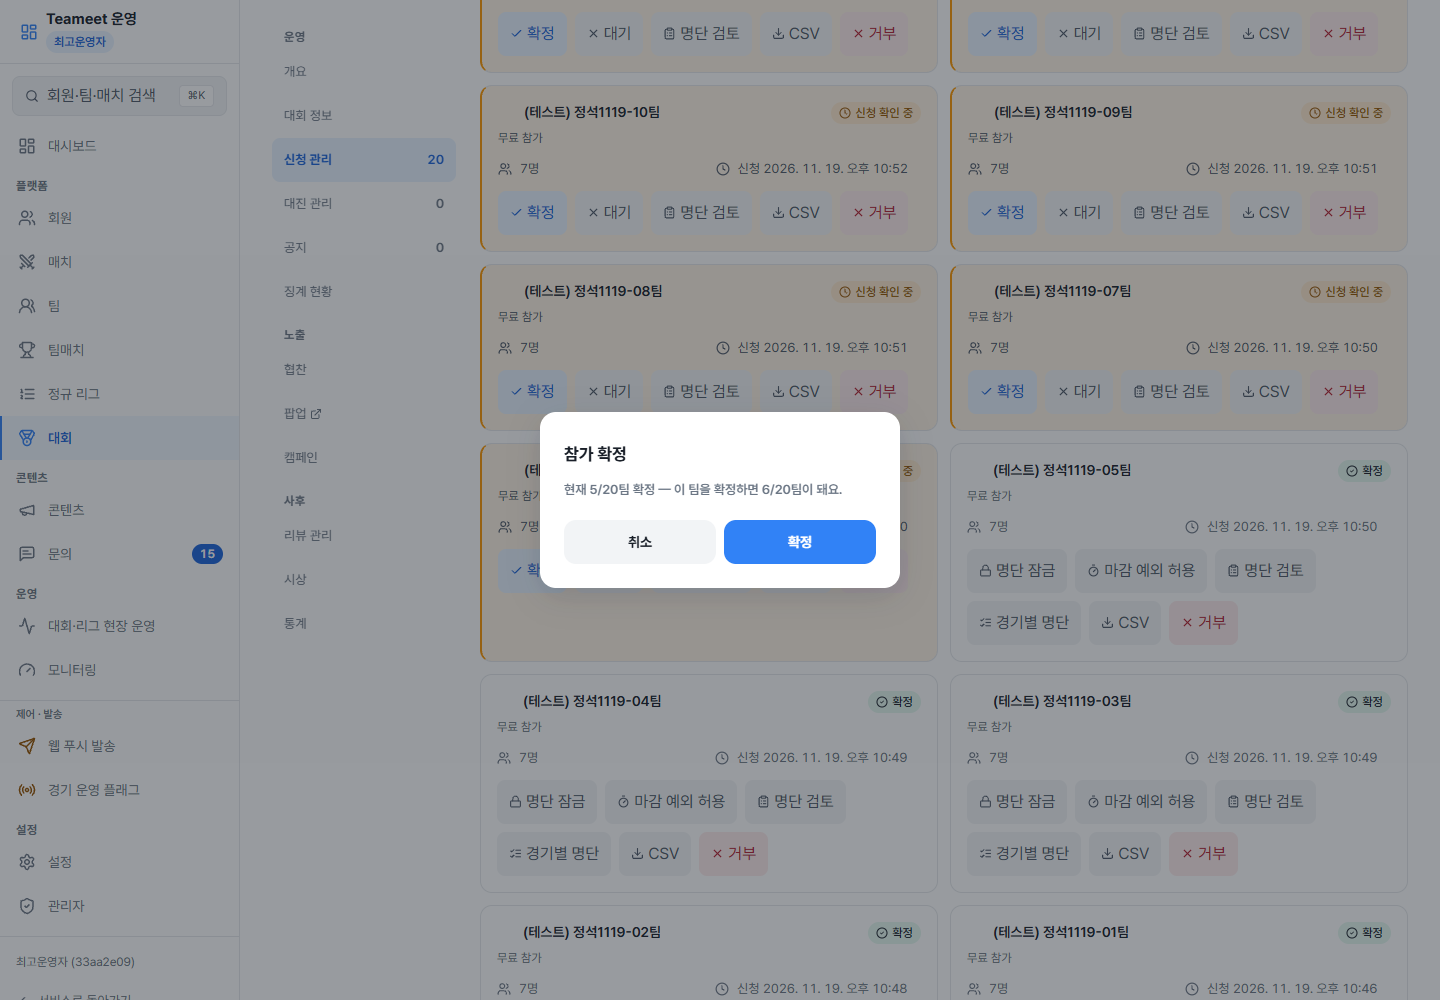 Teameet 운영
최고운영자
회원·팀·매치 검색 ⌘K
대시보드
플랫폼
회원
매치
팀
팀매치
정규 리그
대회
콘텐츠
콘텐츠
문의 15
운영
대회·리그 현장 운영
모니터링
제어 · 발송
웹 푸시 발송
경기 운영 플래그
설정
설정
관리자
최고운영자 (33aa2e09)
운영
개요
대회 정보
신청 관리 20
대진 관리 0
공지 0
징계 현황
노출
협찬
팝업
캠페인
사후
리뷰 관리
시상
통계
확정 대기 명단 검토 CSV 거부
확정 대기 명단 검토 CSV 거부
(테스트) 정석1119-10팀 신청 확인 중
무료 참가
7명 신청 2026. 11. 19. 오후 10:52
확정 대기 명단 검토 CSV 거부
(테스트) 정석1119-09팀 신청 확인 중
무료 참가
7명 신청 2026. 11. 19. 오후 10:51
확정 대기 명단 검토 CSV 거부
(테스트) 정석1119-08팀 신청 확인 중
무료 참가
7명 신청 2026. 11. 19. 오후 10:51
확정 대기 명단 검토 CSV 거부
(테스트) 정석1119-07팀 신청 확인 중
무료 참가
7명 신청 2026. 11. 19. 오후 10:50
확정 대기 명단 검토 CSV 거부
참가 확정
현재 5/20팀 확정 — 이 팀을 확정하면 6/20팀이 돼요.
취소 확정
중
7명
(테스트) 정석1119-05팀 확정
무료 참가
7명 신청 2026. 11. 19. 오후 10:50
명단 잠금 마감 예외 허용 명단 검토
경기별 명단 CSV 거부
(테스트) 정석1119-04팀 확정
무료 참가
7명 신청 2026. 11. 19. 오후 10:49
명단 잠금 마감 예외 허용 명단 검토
경기별 명단 CSV 거부
(테스트) 정석1119-03팀 확정
무료 참가
7명 신청 2026. 11. 19. 오후 10:49
명단 잠금 마감 예외 허용 명단 검토
경기별 명단 CSV 거부
(테스트) 정석1119-02팀 확정
무료 참가
7명 신청 2026. 11. 19. 오후 10:48
(테스트) 정석1119-01팀 확정
무료 참가
7명 신청 2026. 11. 19. 오후 10:46